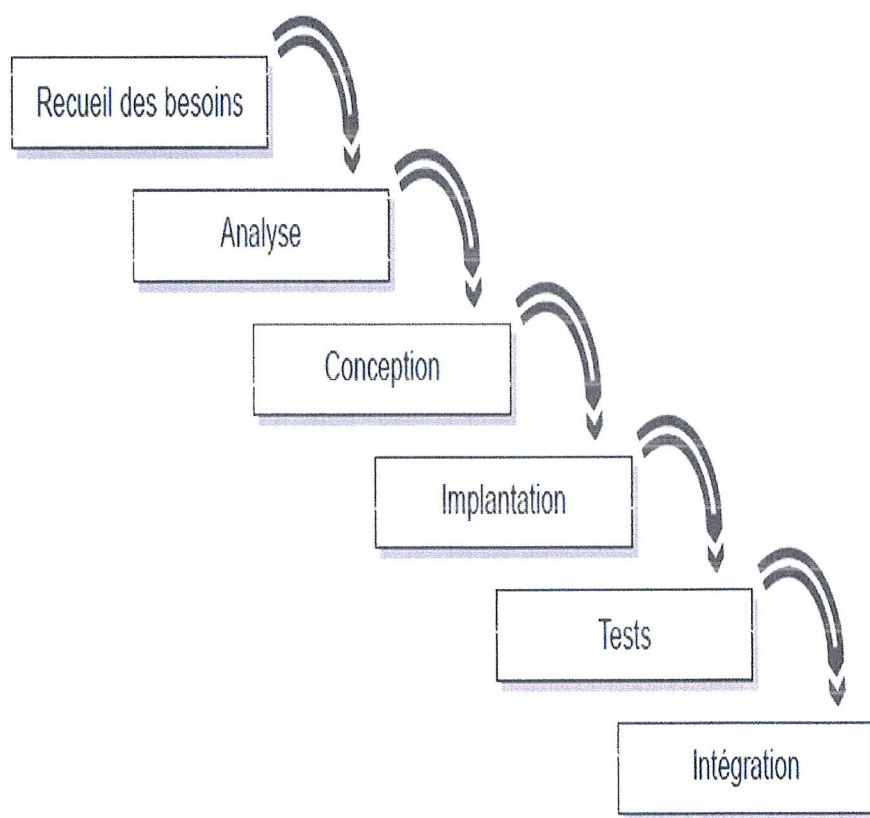 Recueil des besoins
Analyse
Conception
Implantation
Tests
Intégration